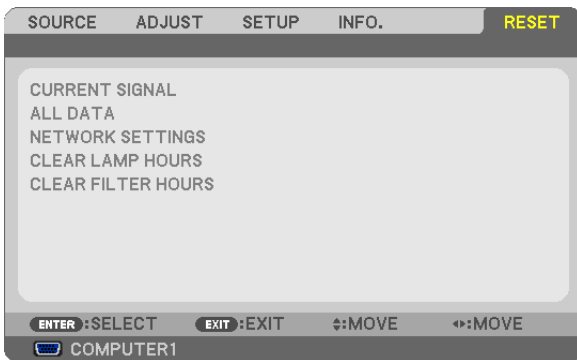 SOURCE ADJUST SETUP INFO. RESET
CURRENT SIGNAL
ALL DATA
NETWORK SETTINGS
CLEAR LAMP HOURS
CLEAR FILTER HOURS
ENTER :SELECT EXIT :EXIT :MOVE :MOVE
COMPUTER1